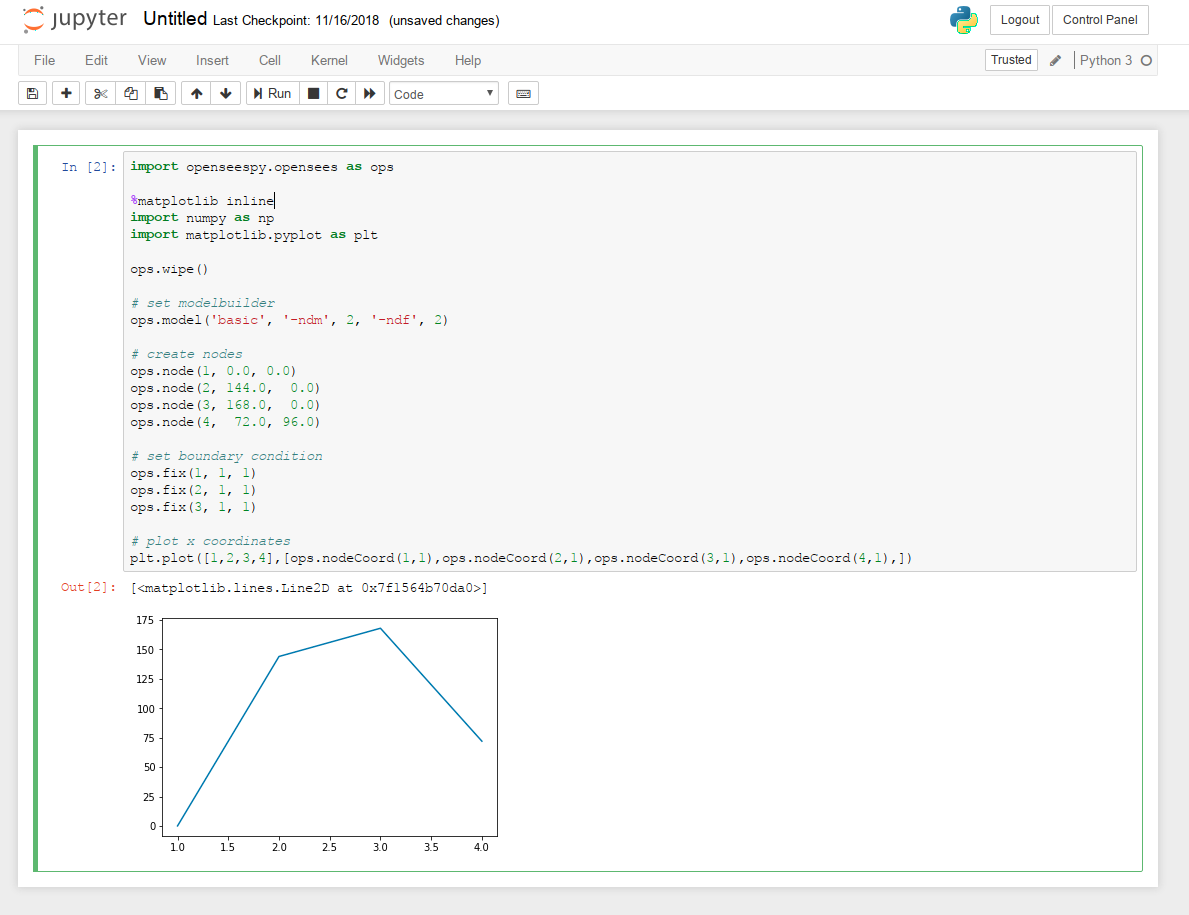 jupyter Untitled Last Checkpoint: 11/16/2018 (unsaved changes) Logout Control Panel
File Edit View Insert Cell Kernel Widgets Help Trusted Python 3
Run Code
In [2]: import openseespy.opensees as ops
%matplotlib inline
import numpy as np
import matplotlib.pyplot as plt
ops.wipe()
# set modelbuilder
ops.model('basic', '-ndm', 2, '-ndf', 2)
# create nodes
ops.node(1, 0.0, 0.0)
ops.node(2, 144.0,  0.0)
ops.node(3, 168.0,  0.0)
ops.node(4,  72.0, 96.0)
# set boundary condition
ops.fix(1, 1, 1)
ops.fix(2, 1, 1)
ops.fix(3, 1, 1)
# plot x coordinates
plt.plot([1,2,3,4],[ops.nodeCoord(1,1),ops.nodeCoord(2,1),ops.nodeCoord(3,1),ops.nodeCoord(4,1),])
Out[2]: [<matplotlib.lines.Line2D at 0x7f1564b70da0>]
175
150
125
100
75
50
25
0
1.0 1.5 2.0 2.5 3.0 3.5 4.0